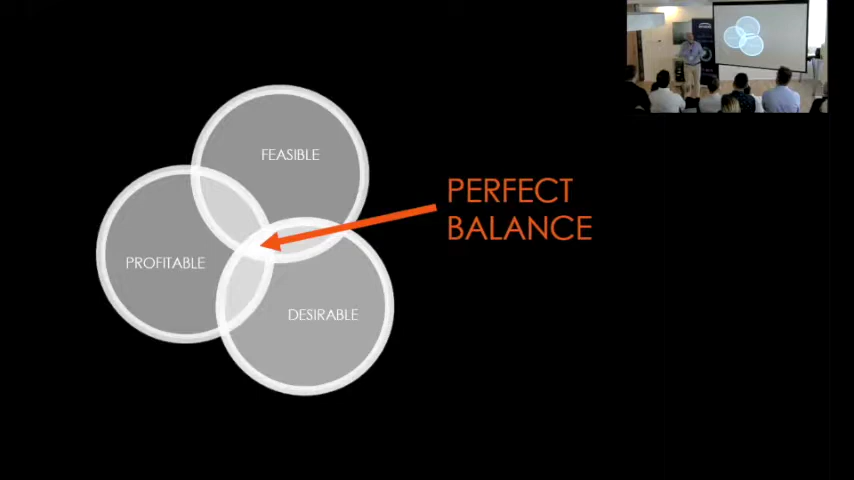 FEASIBLE
PERFECT
BALANCE
PROFITABLE
DESIRABLE